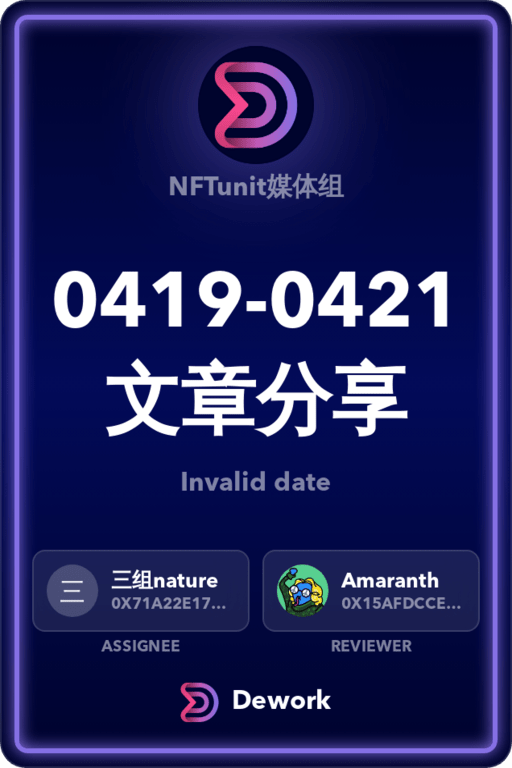 NFTunit媒体组
0419-0421
文章分享
Invalid date
三
三组nature
0X71A22E17...
ASSIGNEE
Amaranth
0X15AFDCCE...
REVIEWER
Dework